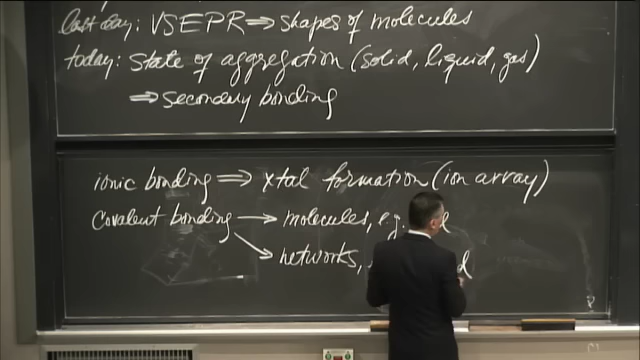 last day: VSEPR ⟹ shapes of molecules
today: state of aggregation (solid, liquid, gas)
⟹ secondary bonding
ionic bonding ⟹ xtal formation (ion array)
covalent bonding → molecules, e.g.
↘ networks,